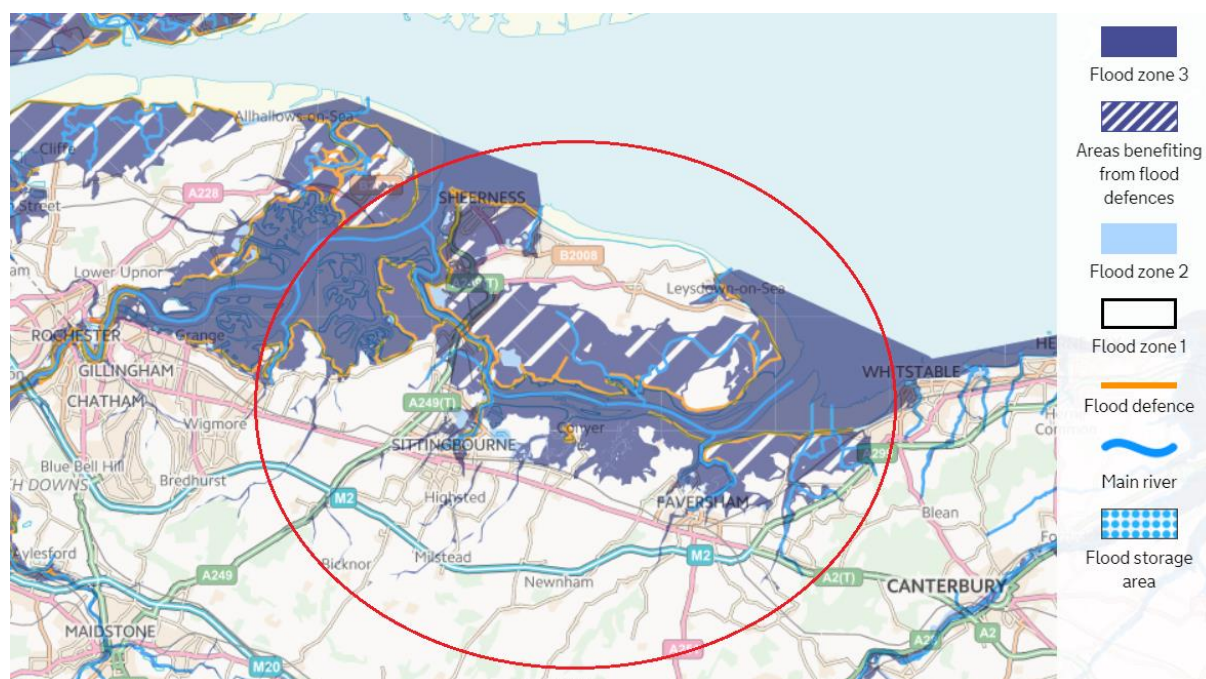 Allhallows-on-Sea
Cliffe
Street
A228
SHEERNESS
B2008
Leysdown-on-Sea
Lower Upnor
ROCHESTER
Grange
GILLINGHAM
CHATHAM
Wigmore
WHITSTABLE
A249(T)
SITTINGBOURNE
Conyer
A299
Blue Bell Hill
Bredhurst
M2
Highsted
FAVERSHAM
Blean
Aylesford
Bicknor
Milstead
M2
A249
Newnham
A2(T)
CANTERBURY
MAIDSTONE
A2
M20
Flood zone 3
Areas benefiting
from flood
defences
Flood zone 2
Flood zone 1
Flood defence
Main river
Flood storage
area